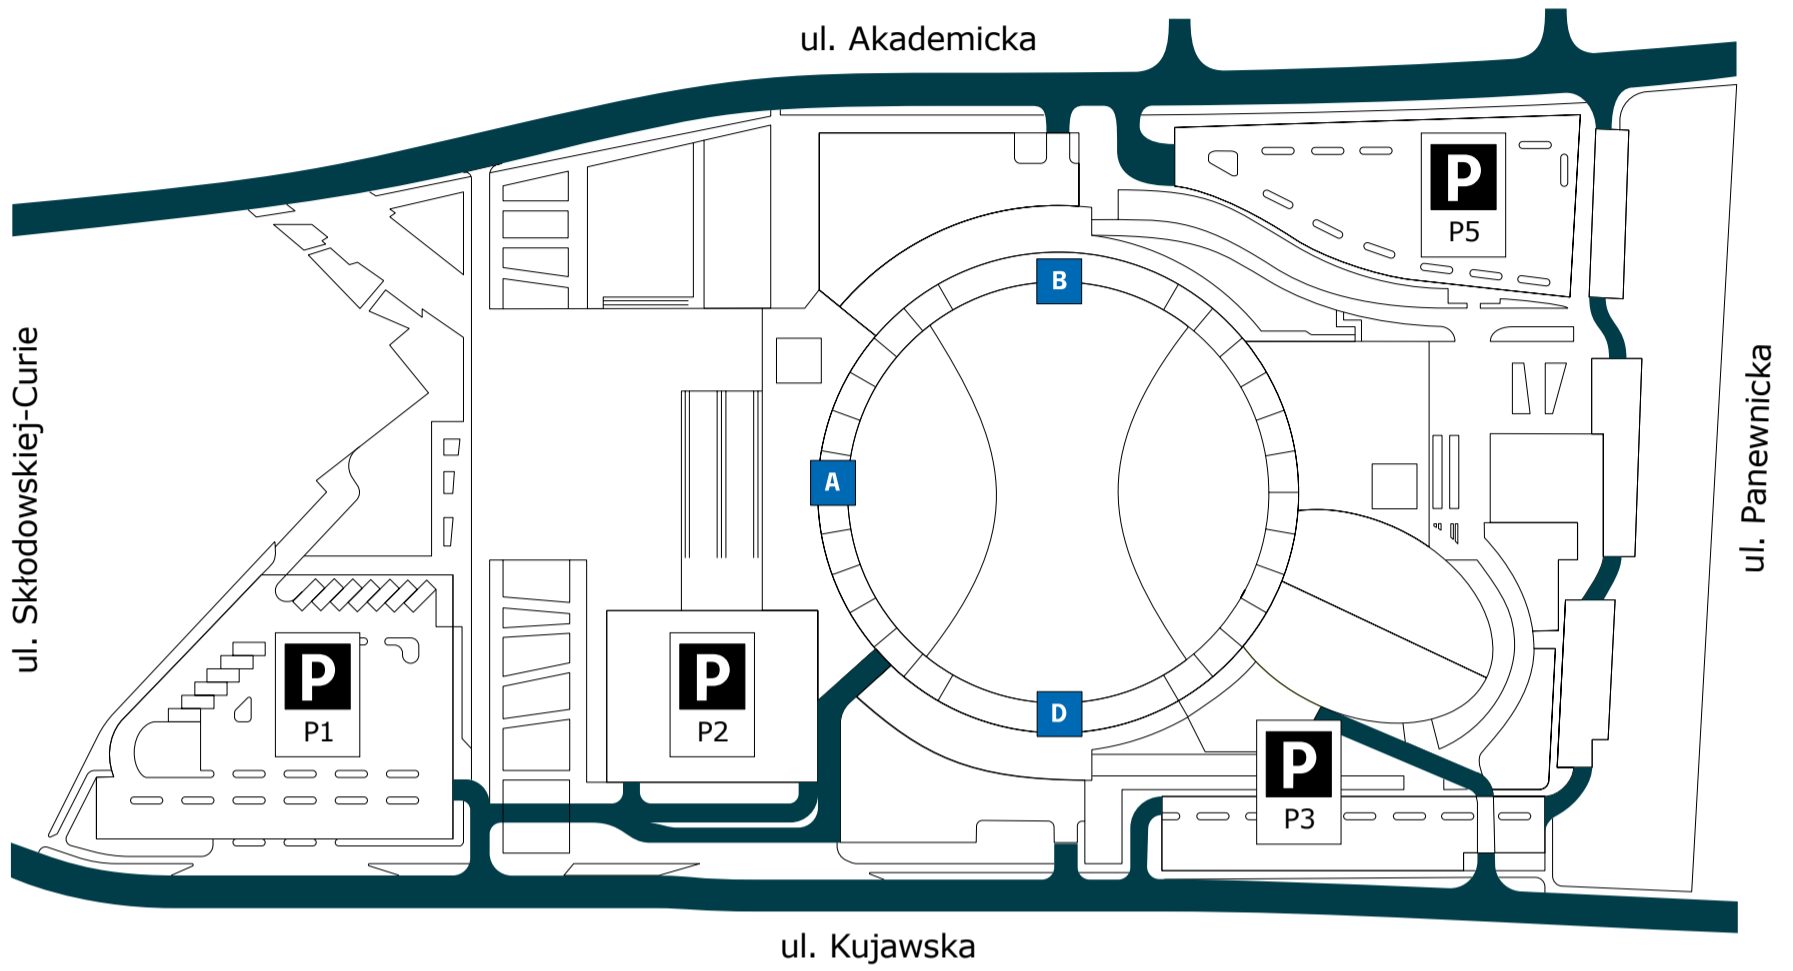 ul. Akademicka
P
P5
B
ul. Skłodowskiej-Curie
ul. Panewnicka
A
P
P1
P
P2
D
P
P3
ul. Kujawska